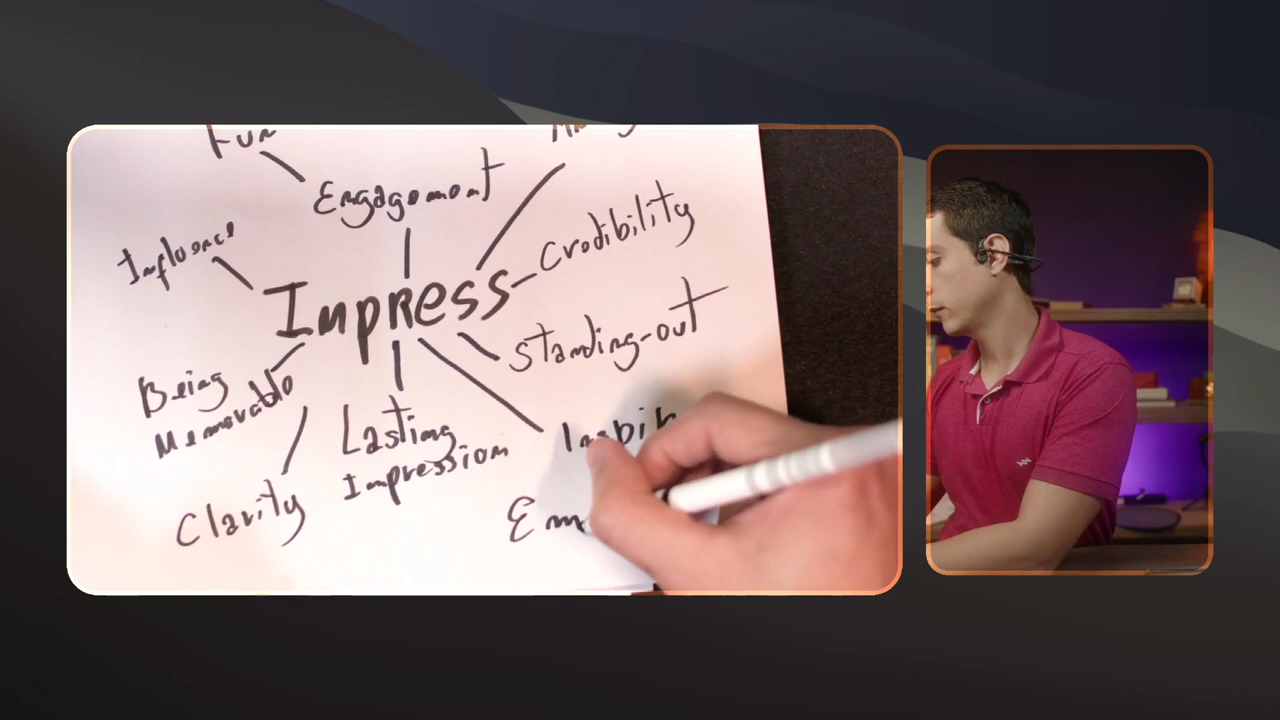 Fun
Engagement
Credibility
Influence
Impress
Standing-out
Being
Memorable
Lasting
Impression
Clarity